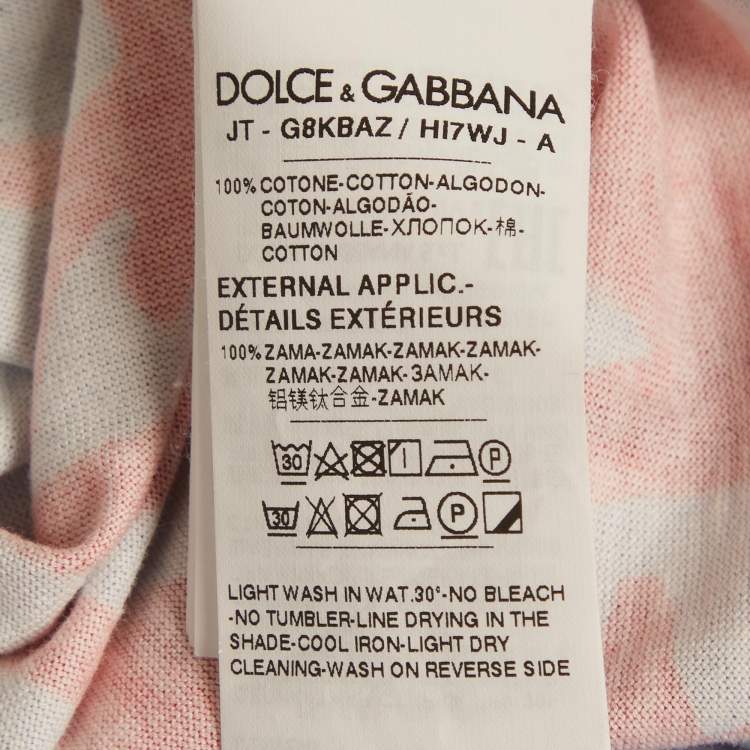 DOLCE & GABBANA
JT - G8KBAZ / HI7WJ - A
100% COTONE-COTTON-ALGODON-
COTON-ALGODÃO-
BAUMWOLLE-ХЛОПОК-棉-
COTTON
EXTERNAL APPLIC.-
DÉTAILS EXTÉRIEURS
100% ZAMA-ZAMAK-ZAMAK-ZAMAK-
ZAMAK-ZAMAK-ЗАМАК-
铝镁钛合金-ZAMAK
30 P
30 P
LIGHT WASH IN WAT.30°-NO BLEACH
-NO TUMBLER-LINE DRYING IN THE
SHADE-COOL IRON-LIGHT DRY
CLEANING-WASH ON REVERSE SIDE